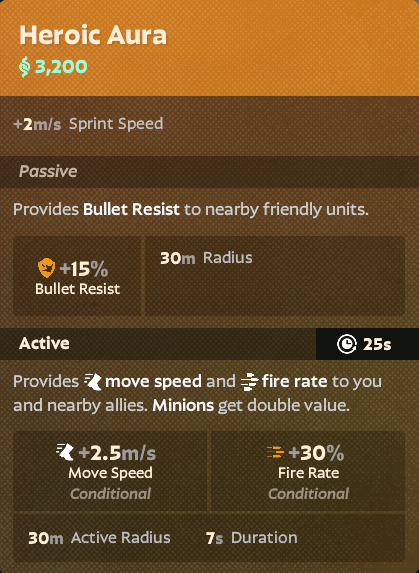 Heroic Aura
3,200
+2m/s Sprint Speed
Passive
Provides Bullet Resist to nearby friendly units.
+15%
Bullet Resist
30m Radius
Active
25s
Provides move speed and fire rate to you
and nearby allies. Minions get double value.
+2.5m/s
Move Speed
Conditional
+30%
Fire Rate
Conditional
30m Active Radius
7s Duration